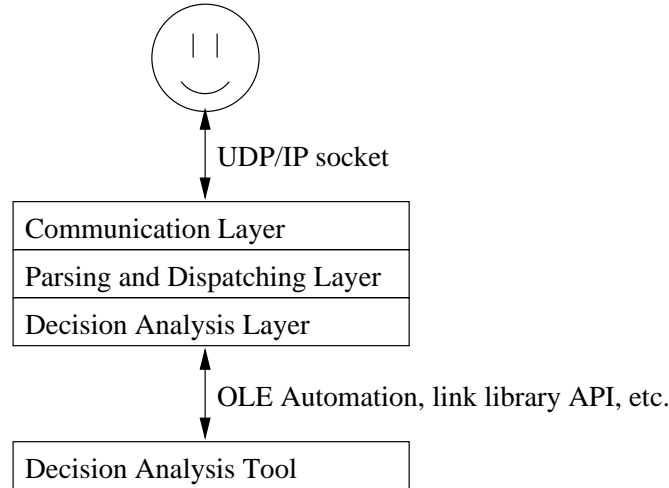 UDP/IP socket
Communication Layer
Parsing and Dispatching Layer
Decision Analysis Layer
OLE Automation, link library API, etc.
Decision Analysis Tool